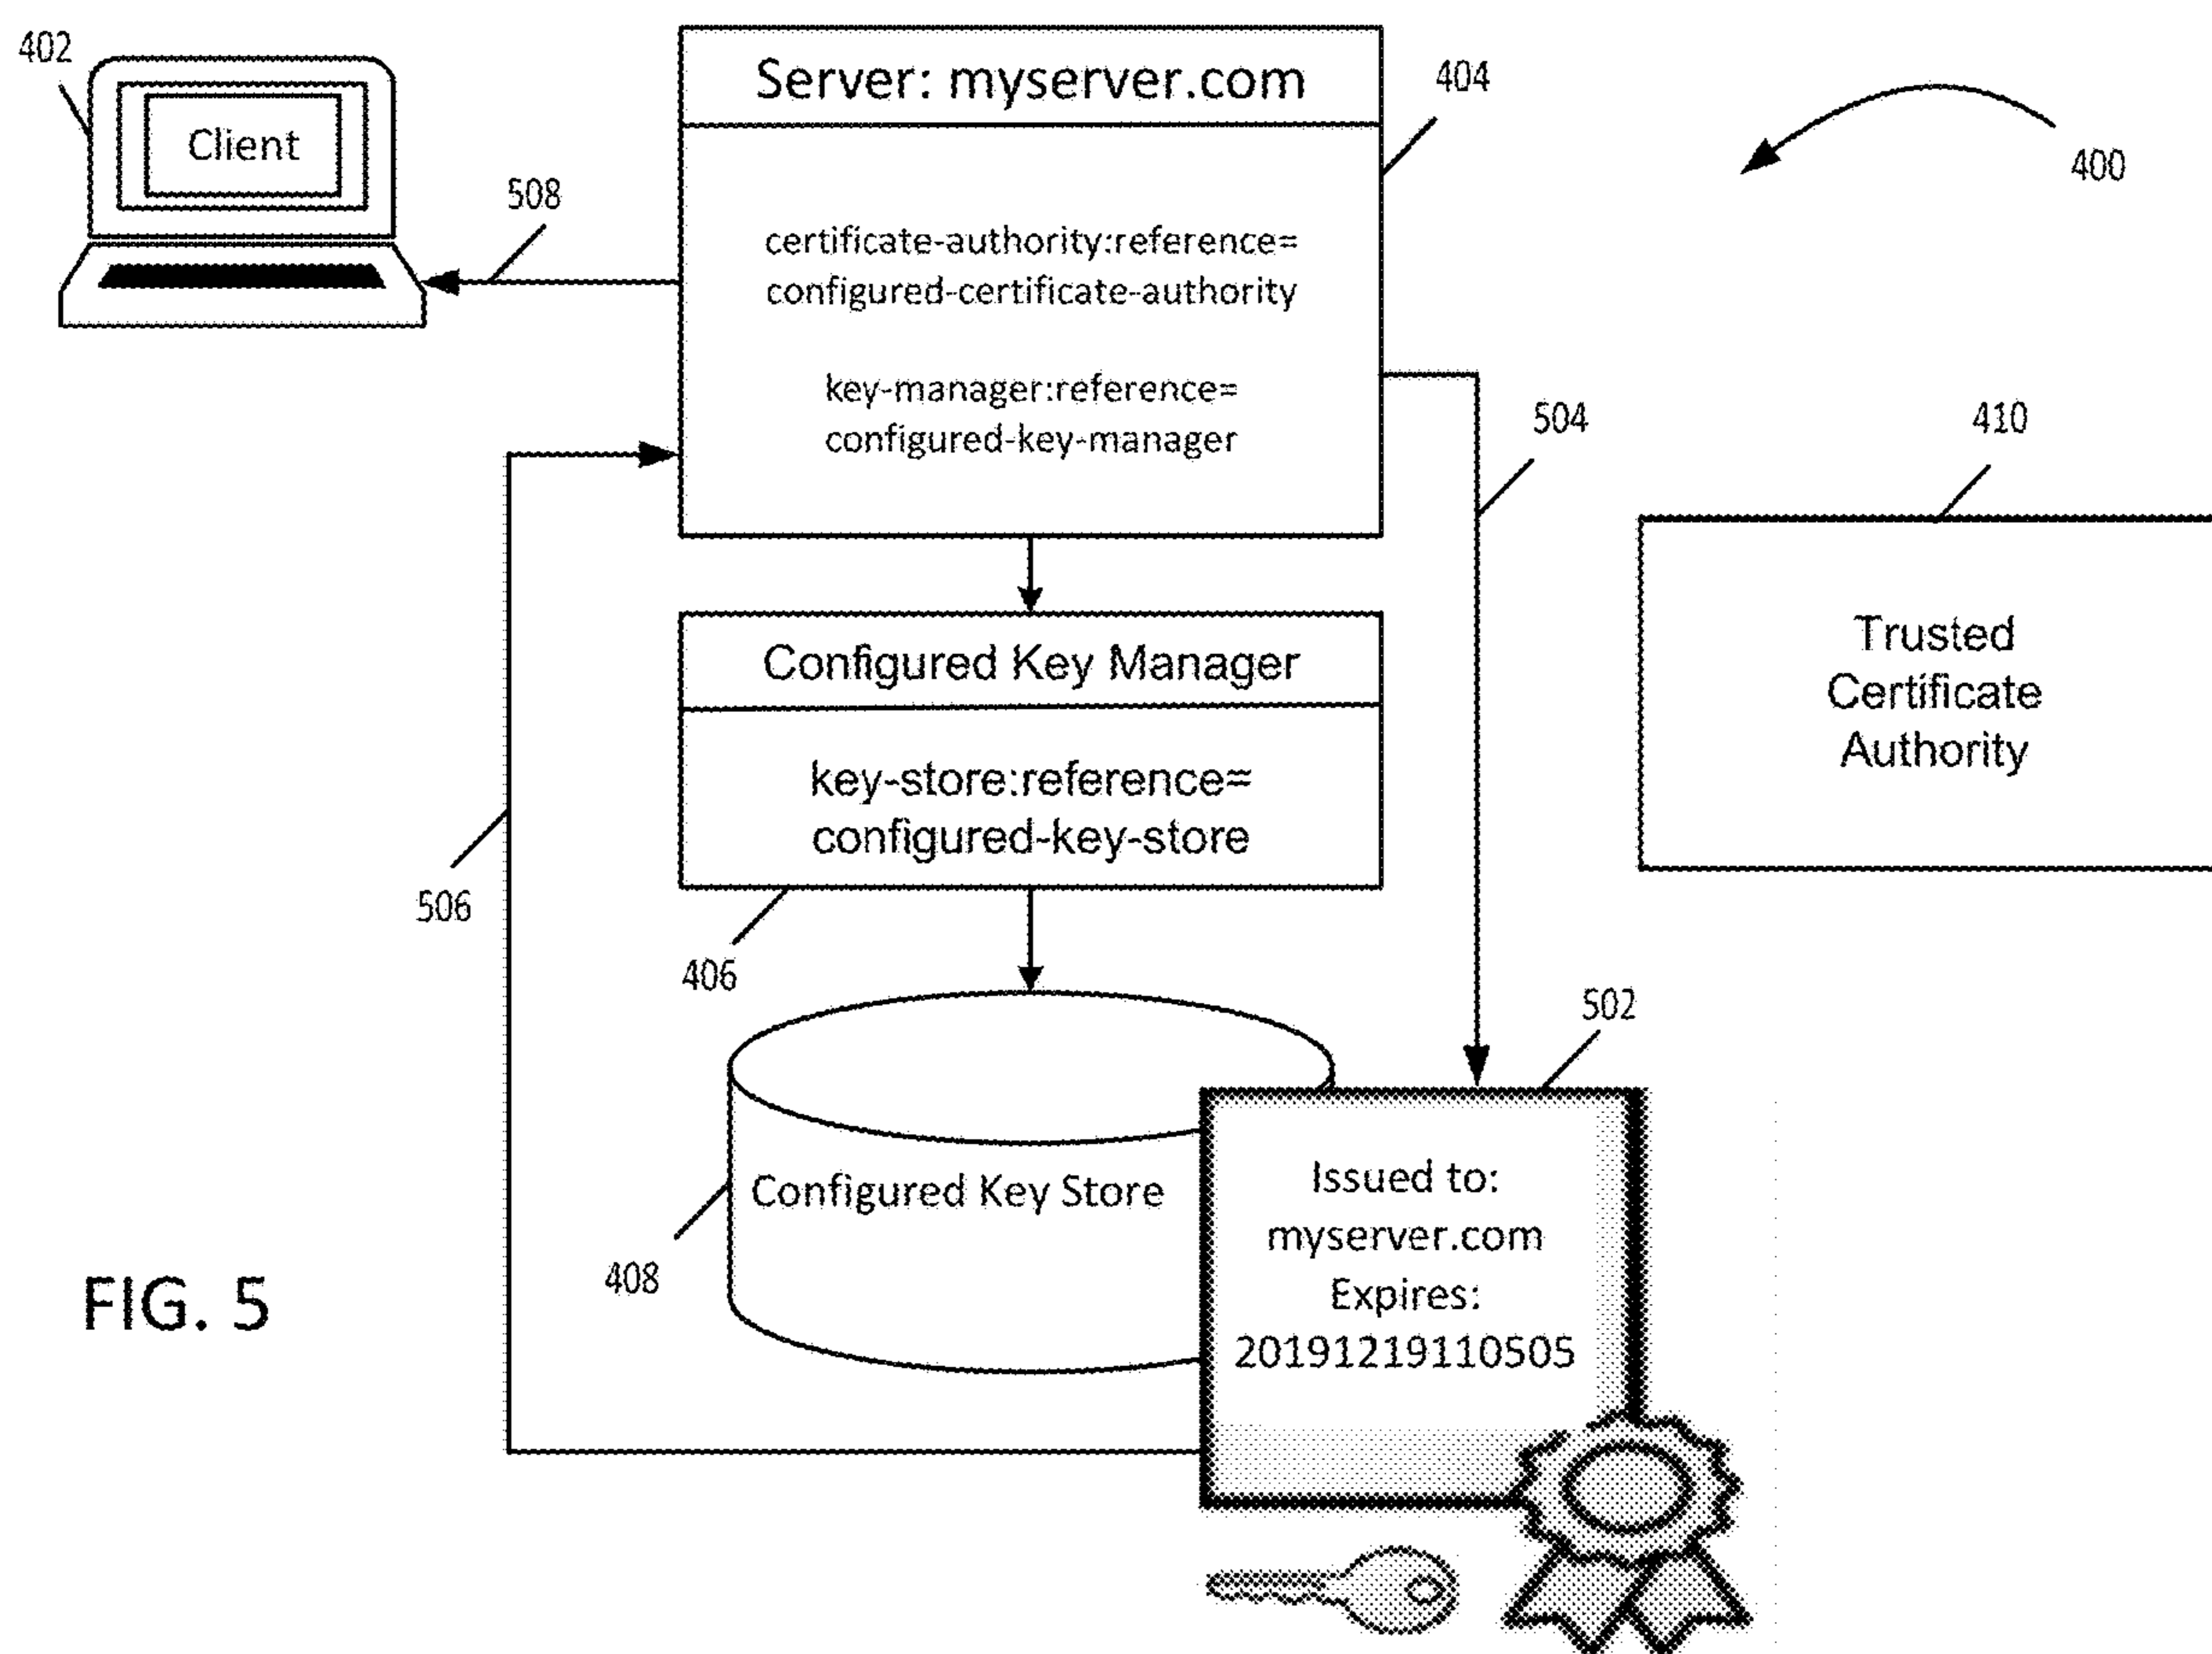 402
Client
508
Server: myserver.com
404
400
certificate-authority:reference=
configured-certificate-authority
key-manager:reference=
configured-key-manager
504
410
Trusted
Certificate
Authority
Configured Key Manager
key-store:reference=
configured-key-store
506
406
502
Configured Key Store
408
Issued to:
myserver.com
Expires:
20191219110505
FIG. 5